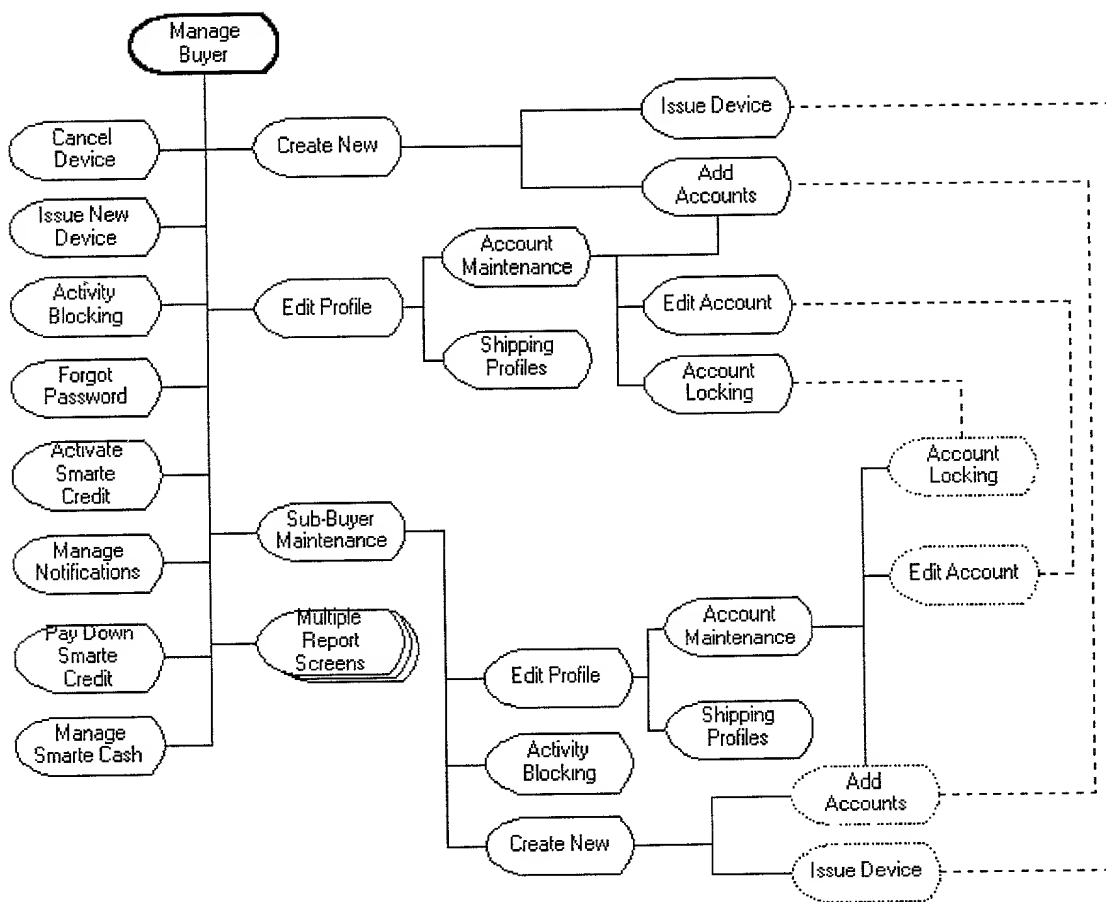 Manage
Buyer
Issue Device
Cancel
Device
Create New
Add
Accounts
Issue New
Device
Account
Maintenance
Activity
Blocking
Edit Profile
Edit Account
Shipping
Profiles
Forgot
Password
Account
Locking
Activate
Smarte
Credit
Account
Locking
Sub-Buyer
Maintenance
Manage
Notifications
Edit Account
Multiple
Report
Screens
Account
Maintenance
Pay Down
Smarte
Credit
Edit Profile
Shipping
Profiles
Manage
Smarte Cash
Activity
Blocking
Add
Accounts
Create New
Issue Device